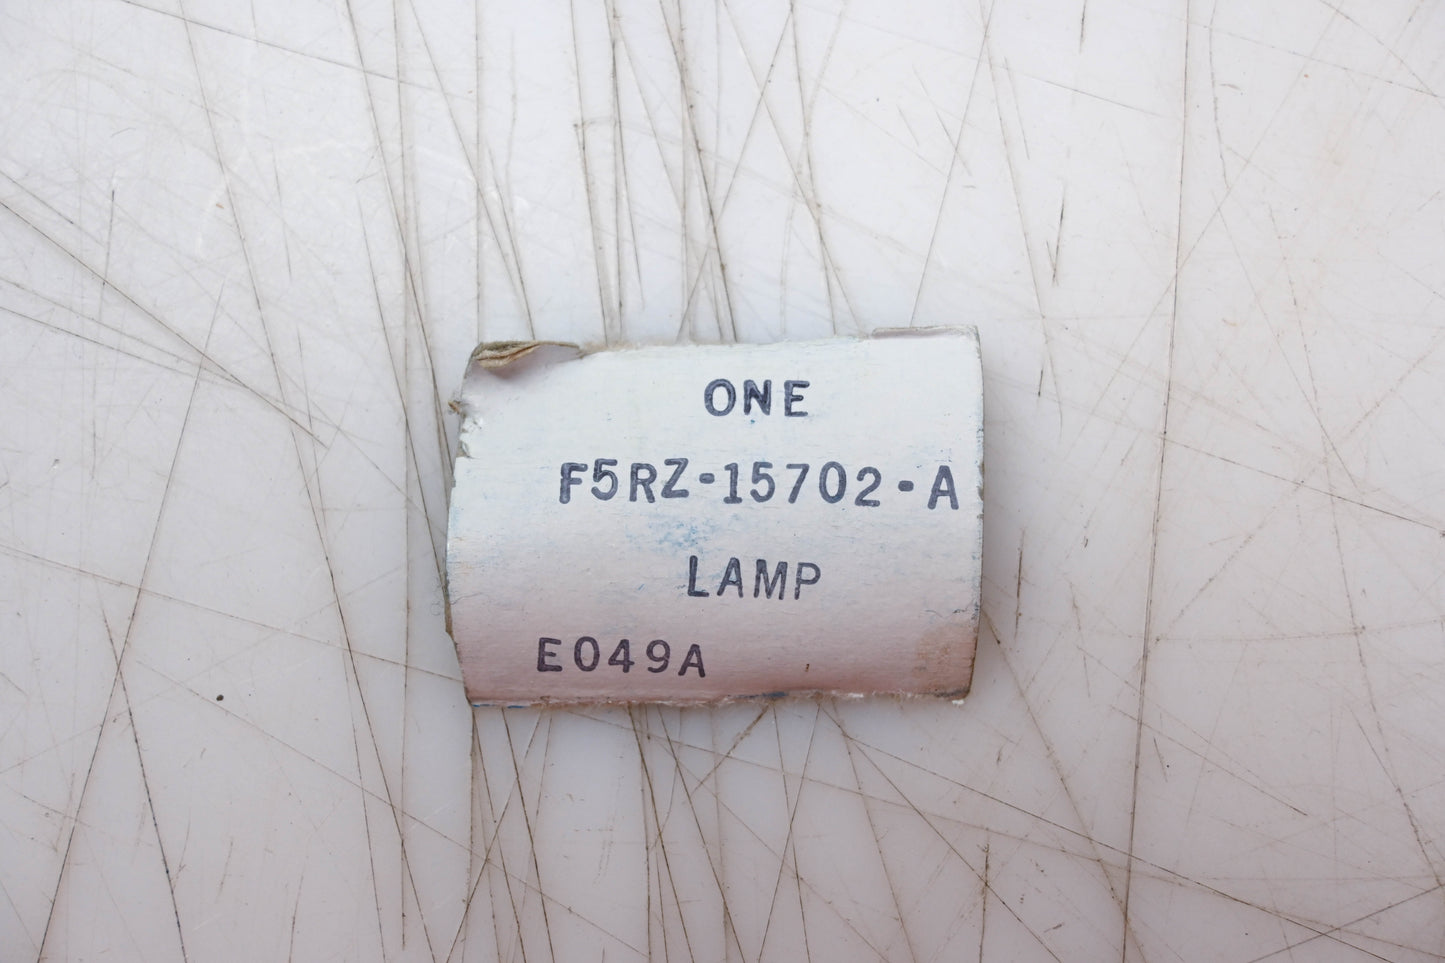 ONE
F5RZ-15702-A
LAMP
E049A